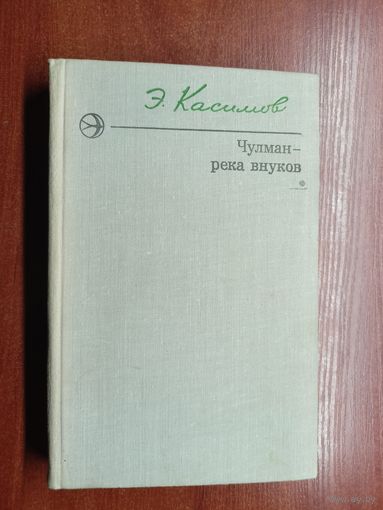 Э. Касимов
Чулман –
река внуков